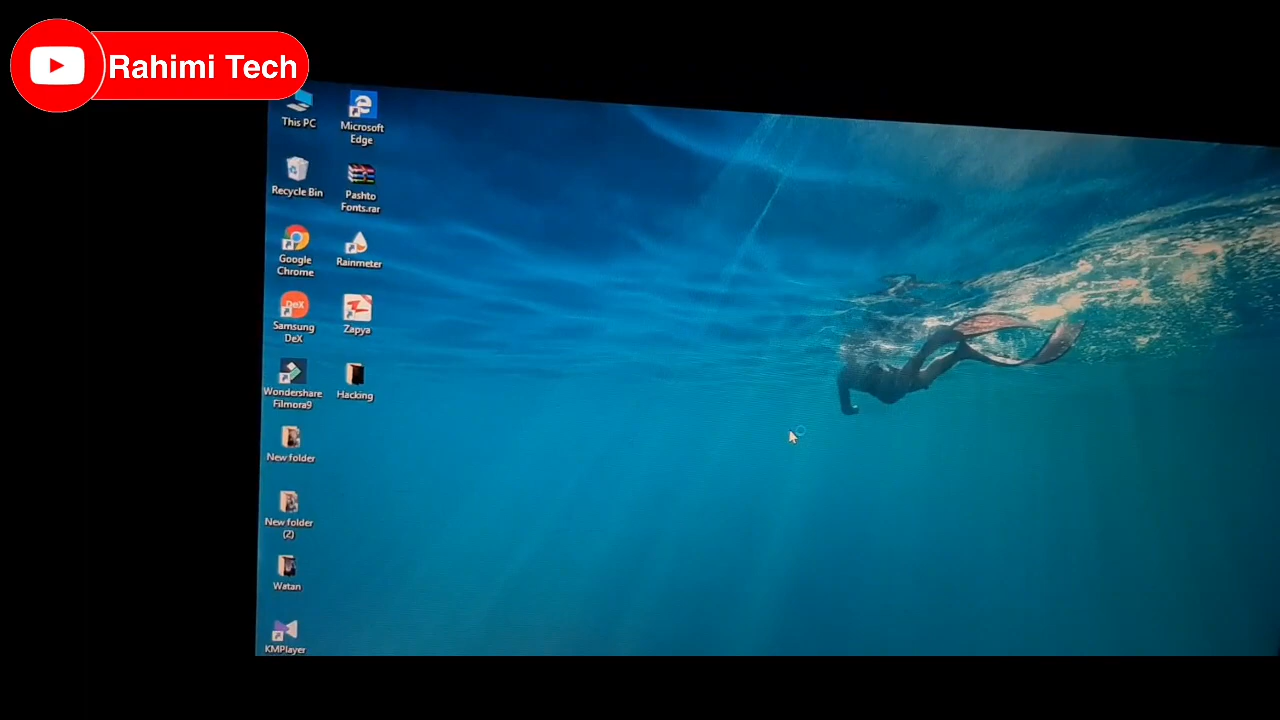 Rahimi Tech
This PC
Microsoft
Edge
Recycle Bin
Pashto
Fonts.rar
Google
Chrome
Rainmeter
DeX
Samsung
DeX
Zapya
Wondershare
Filmora9
Hacking
New folder
New folder
(2)
Watan
KMPlayer